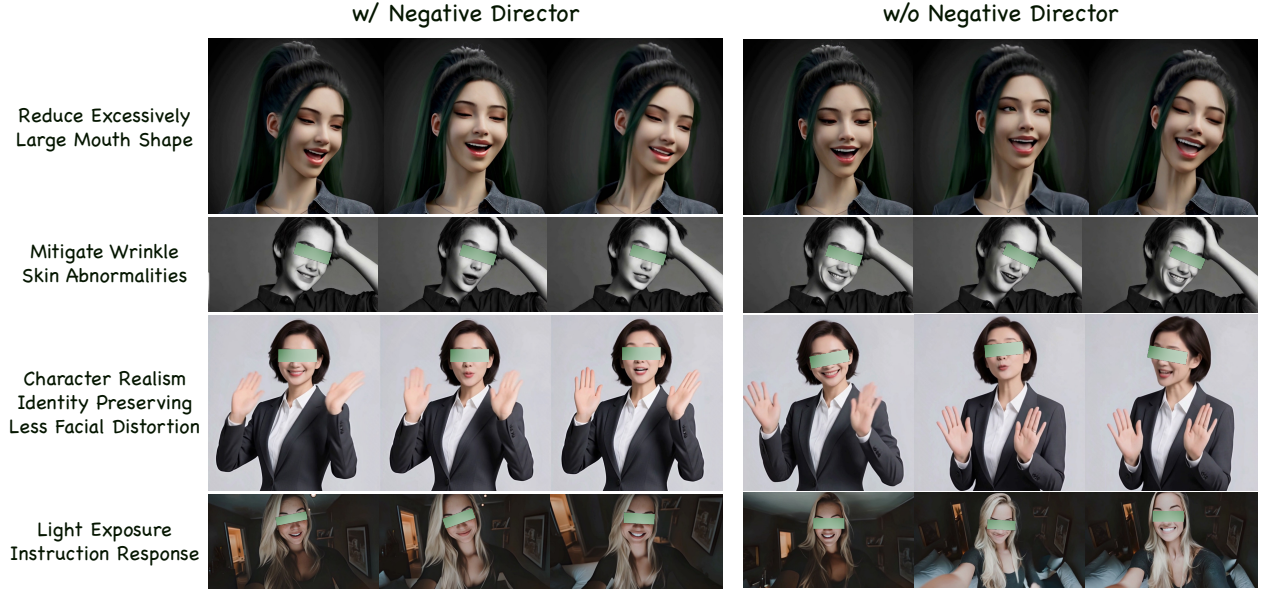 w/ Negative Director
w/o Negative Director
Reduce Excessively
Large Mouth Shape
Mitigate Wrinkle
Skin Abnormalities
Character Realism
Identity Preserving
Less Facial Distortion
Light Exposure
Instruction Response